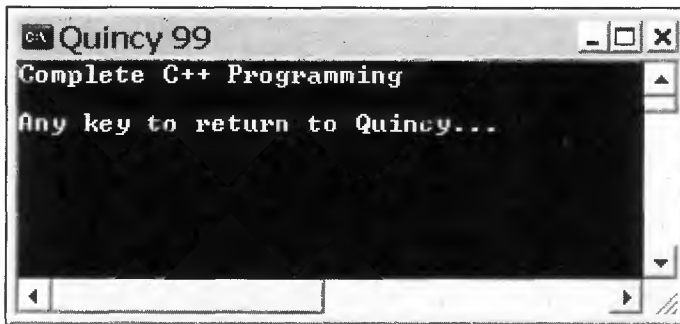 Quincy 99
Complete C++ Programming
Any key to return to Quincy...